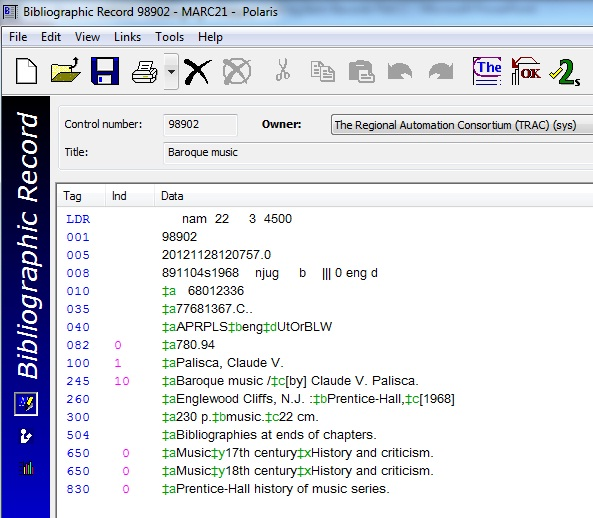 Bibliographic Record 98902 - MARC21 - Polaris
File Edit View Links Tools Help
The OK 2s
Bibliographic Record
Control number: 98902 Owner: The Regional Automation Consortium (TRAC) (sys)
Title: Baroque music
Tag Ind Data
LDR nam 22 3 4500
001 98902
005 20121128120757.0
008 891104s1968 njug b ||| 0 eng d
010 ‡a 68012336
035 ‡a77681367.C..
040 ‡aAPRPLS‡beng‡dUtOrBLW
082 0 ‡a780.94
100 1 ‡aPalisca, Claude V.
245 10 ‡aBaroque music /‡c[by] Claude V. Palisca.
260 ‡aEnglewood Cliffs, N.J. :‡bPrentice-Hall,‡c[1968]
300 ‡a230 p.‡bmusic.‡c22 cm.
504 ‡aBibliographies at ends of chapters.
650 0 ‡aMusic‡y17th century‡xHistory and criticism.
650 0 ‡aMusic‡y18th century‡xHistory and criticism.
830 0 ‡aPrentice-Hall history of music series.